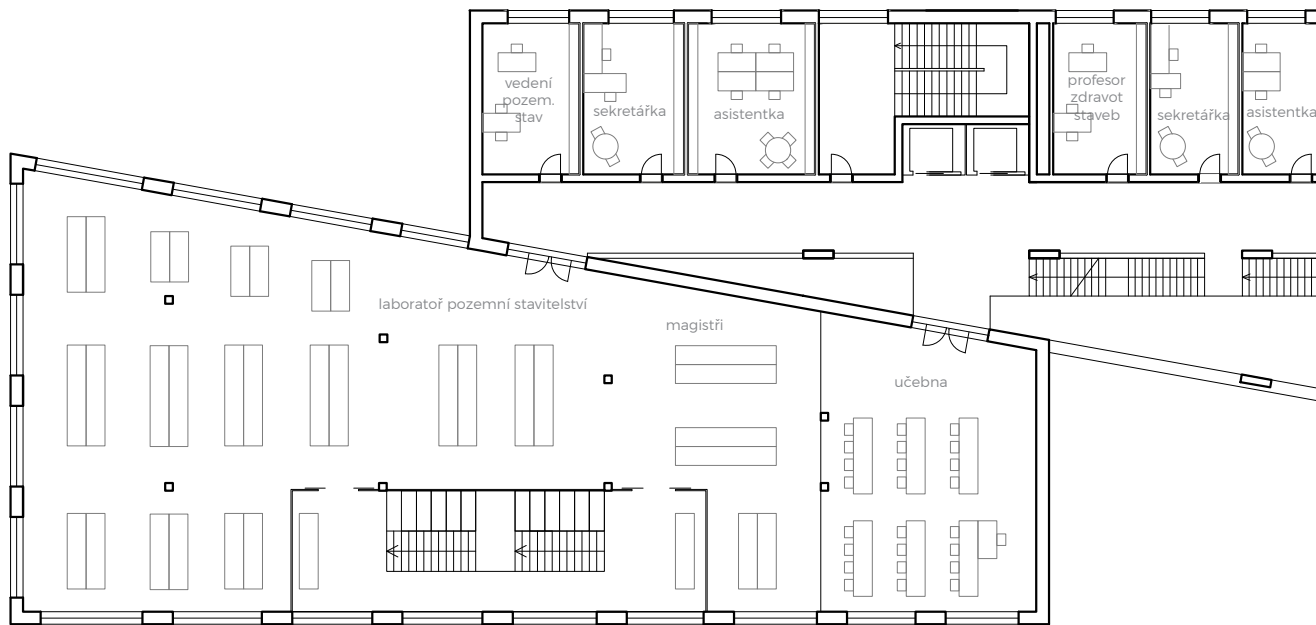 vedení
pozem.
stav
sekretářka
asistentka
profesor
zdravot
staveb
sekretářka
asistentka
laboratoř pozemní stavitelství
magistři
učebna